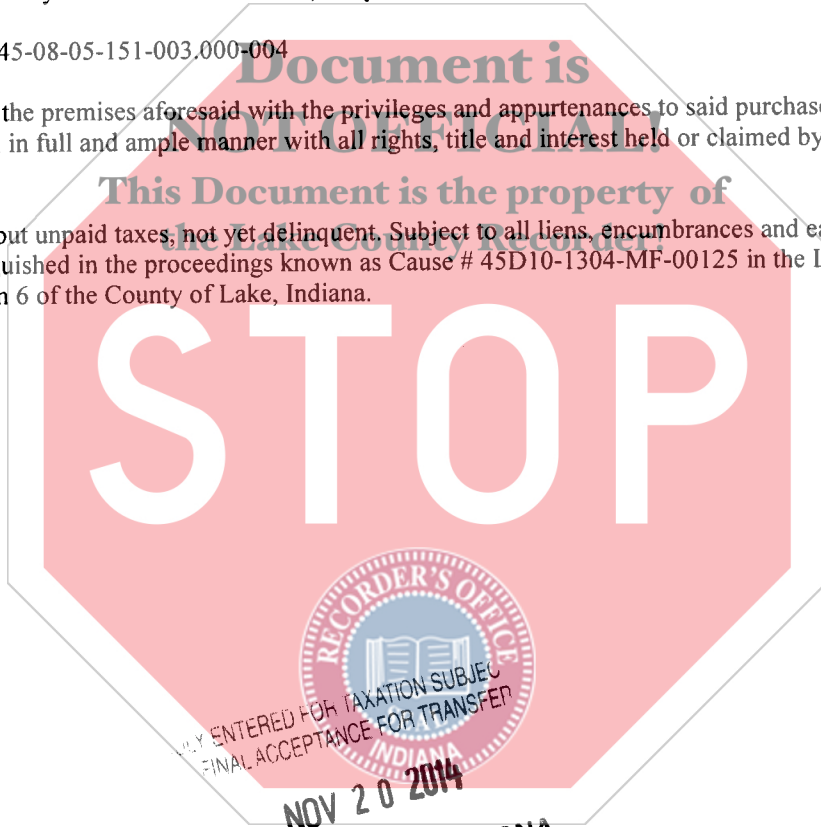 45-08-05-151-003.000-004
Document is
the premises aforesaid with the privileges and appurtenances to said purchase
NOT OFFICIAL!
in full and ample manner with all rights, title and interest held or claimed by
This Document is the property of
out unpaid taxes, not yet delinquent. Subject to all liens, encumbrances and ea
the Lake County Recorder!
uished in the proceedings known as Cause # 45D10-1304-MF-00125 in the L
n 6 of the County of Lake, Indiana.
STOP
RECORDER'S OFFICE
LY ENTERED FOR TAXATION SUBJEC
FINAL ACCEPTANCE FOR TRANSFER
INDIANA
NOV 20 2014